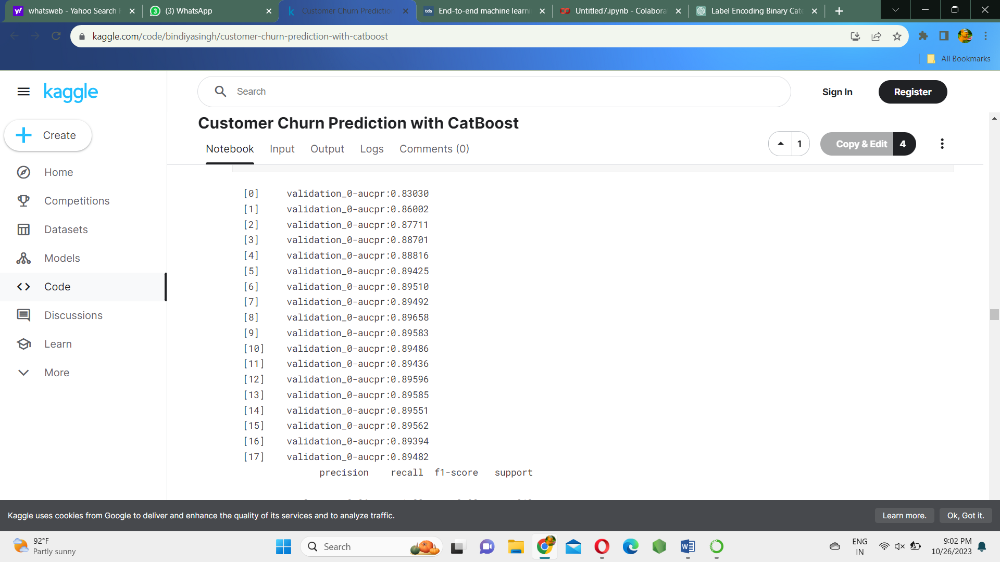 whatsweb - Yahoo Search
(3) WhatsApp
Customer Churn Prediction
tds
End-to-end machine learni
Untitled7.ipynb - Colabora
Label Encoding Binary Cate
kaggle.com/code/bindiyasingh/customer-churn-prediction-with-catboost
All Bookmarks
kaggle
Search
Sign In
Register
Create
Home
Competitions
Datasets
Models
Code
Discussions
Learn
More
Customer Churn Prediction with CatBoost
Notebook Input Output Logs Comments (0)
1
Copy & Edit 4
[0] validation_0-aucpr:0.83030
[1] validation_0-aucpr:0.86002
[2] validation_0-aucpr:0.87711
[3] validation_0-aucpr:0.88701
[4] validation_0-aucpr:0.88816
[5] validation_0-aucpr:0.89425
[6] validation_0-aucpr:0.89510
[7] validation_0-aucpr:0.89492
[8] validation_0-aucpr:0.89658
[9] validation_0-aucpr:0.89583
[10] validation_0-aucpr:0.89486
[11] validation_0-aucpr:0.89436
[12] validation_0-aucpr:0.89596
[13] validation_0-aucpr:0.89585
[14] validation_0-aucpr:0.89551
[15] validation_0-aucpr:0.89562
[16] validation_0-aucpr:0.89394
[17] validation_0-aucpr:0.89482
precision recall f1-score support
Kaggle uses cookies from Google to deliver and enhance the quality of its services and to analyze traffic.
Learn more.
Ok, Got it.
92°F
Partly sunny
Search
ENG
IN
9:02 PM
10/26/2023